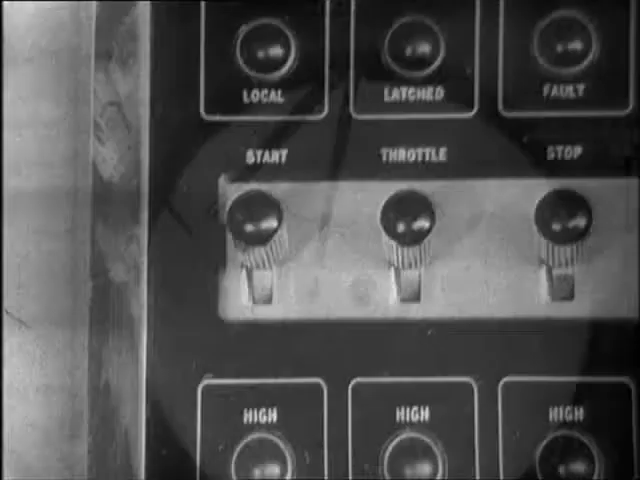 LOCAL LATCHED FAULT
START THROTTLE STOP
HIGH HIGH HIGH